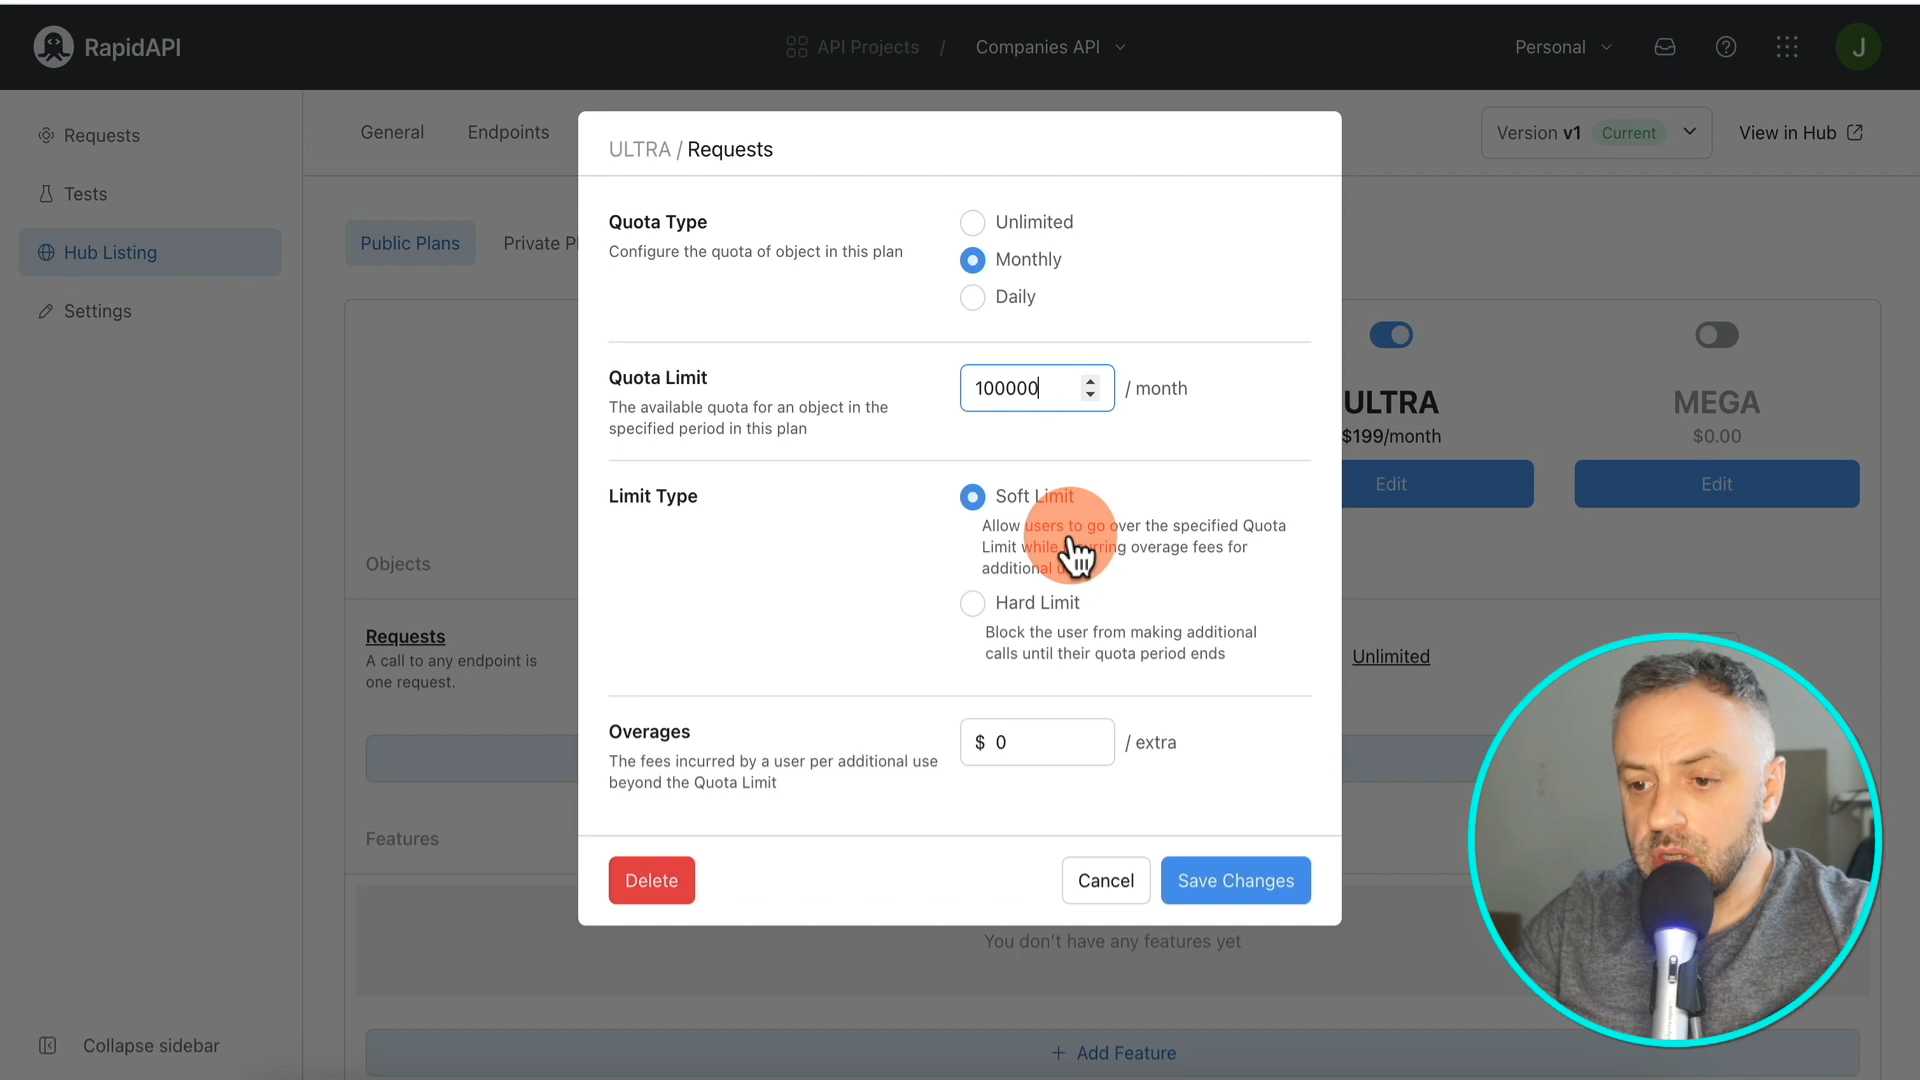 RapidAPI
API Projects / Companies API
Personal
J
Requests
Tests
Hub Listing
Settings
Collapse sidebar
General
Endpoints
Version v1 Current
View in Hub
Public Plans
Private Pl
ULTRA / Requests
Quota Type
Configure the quota of object in this plan
Unlimited
Monthly
Daily
Quota Limit
The available quota for an object in the
specified period in this plan
100000 / month
Limit Type
Soft Limit
Allow users to go over the specified Quota
Limit while incurring overage fees for
additional
Hard Limit
Block the user from making additional
calls until their quota period ends
Overages
The fees incurred by a user per additional use
beyond the Quota Limit
$ 0 / extra
Delete
Cancel
Save Changes
ULTRA
$199/month
Edit
MEGA
$0.00
Edit
Objects
Requests
A call to any endpoint is
one request.
Unlimited
Features
You don't have any features yet
+ Add Feature